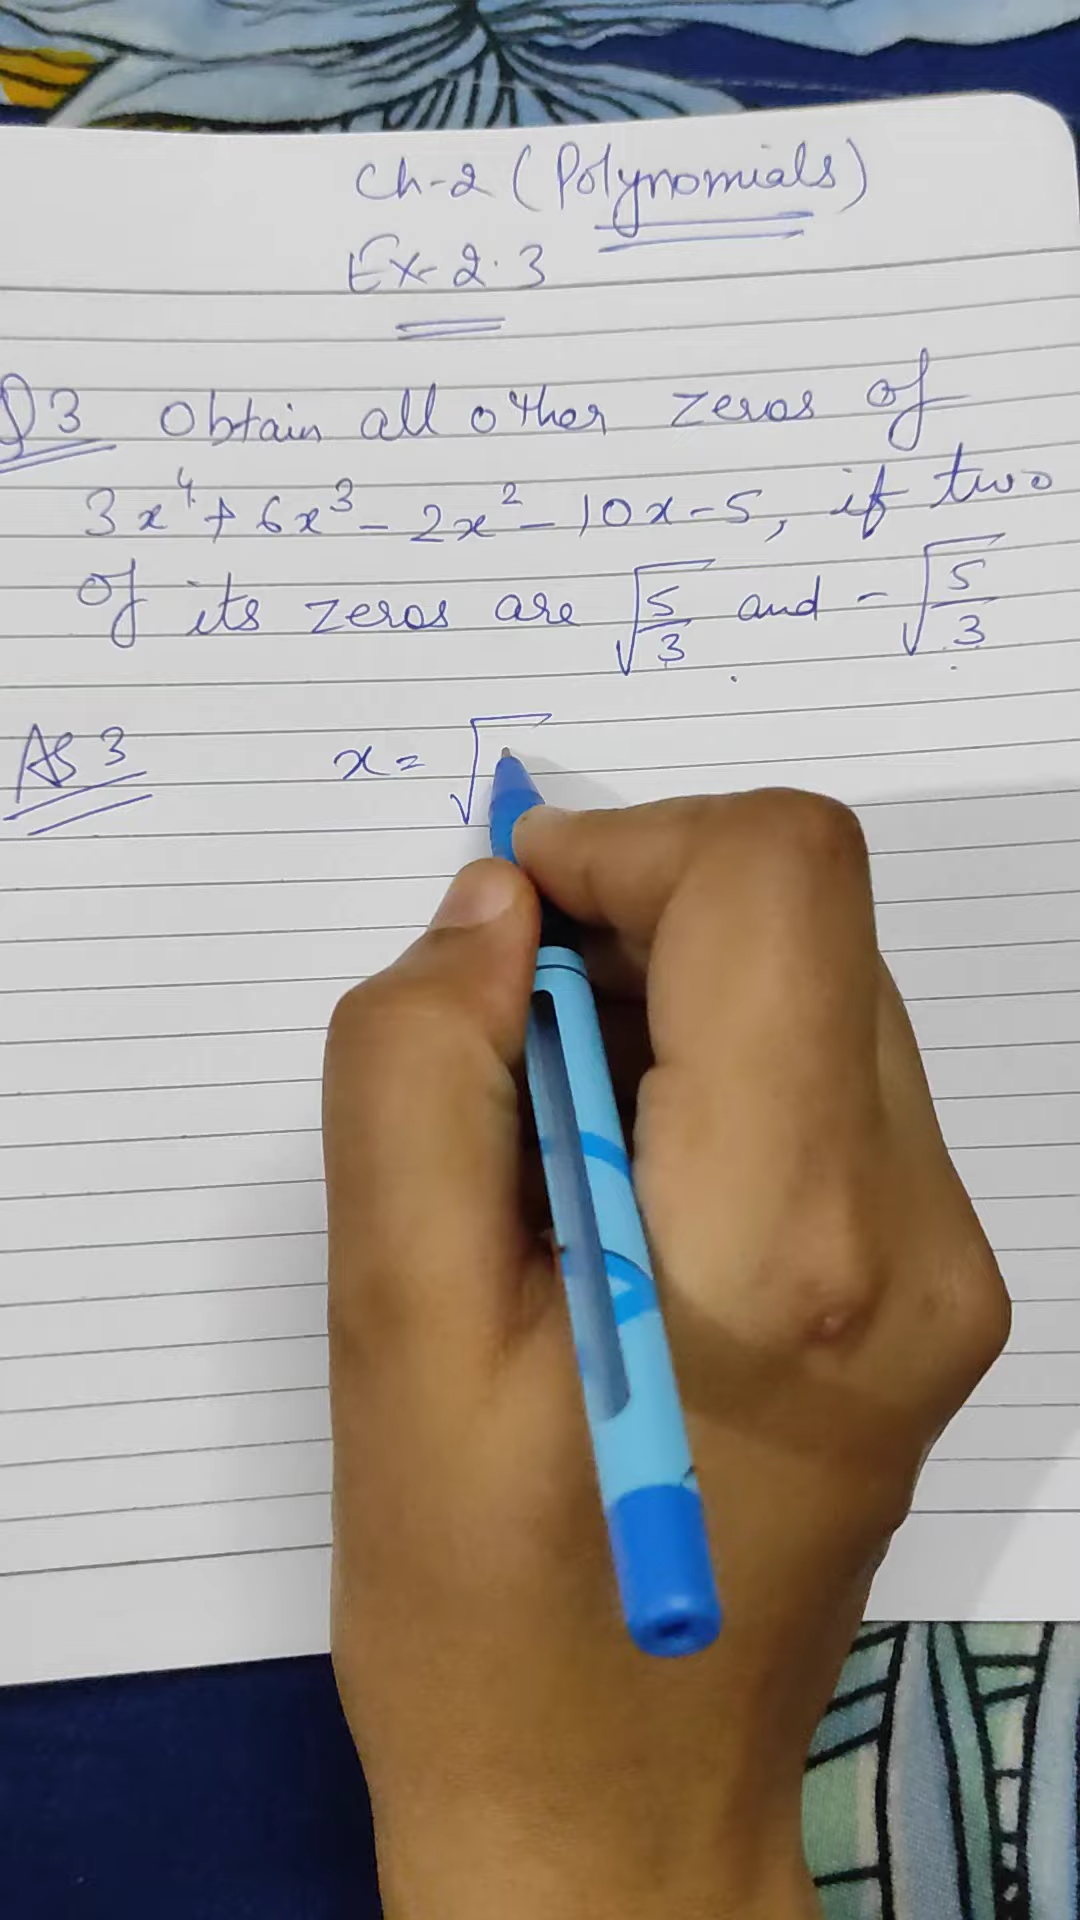 Ch-2 (Polynomials)
Ex-2.3
Q3 Obtain all other zeros of
3x⁴ + 6x³ - 2x² - 10x - 5, if two
of its zeros are √5/3 and - √5/3
AS 3 x = √